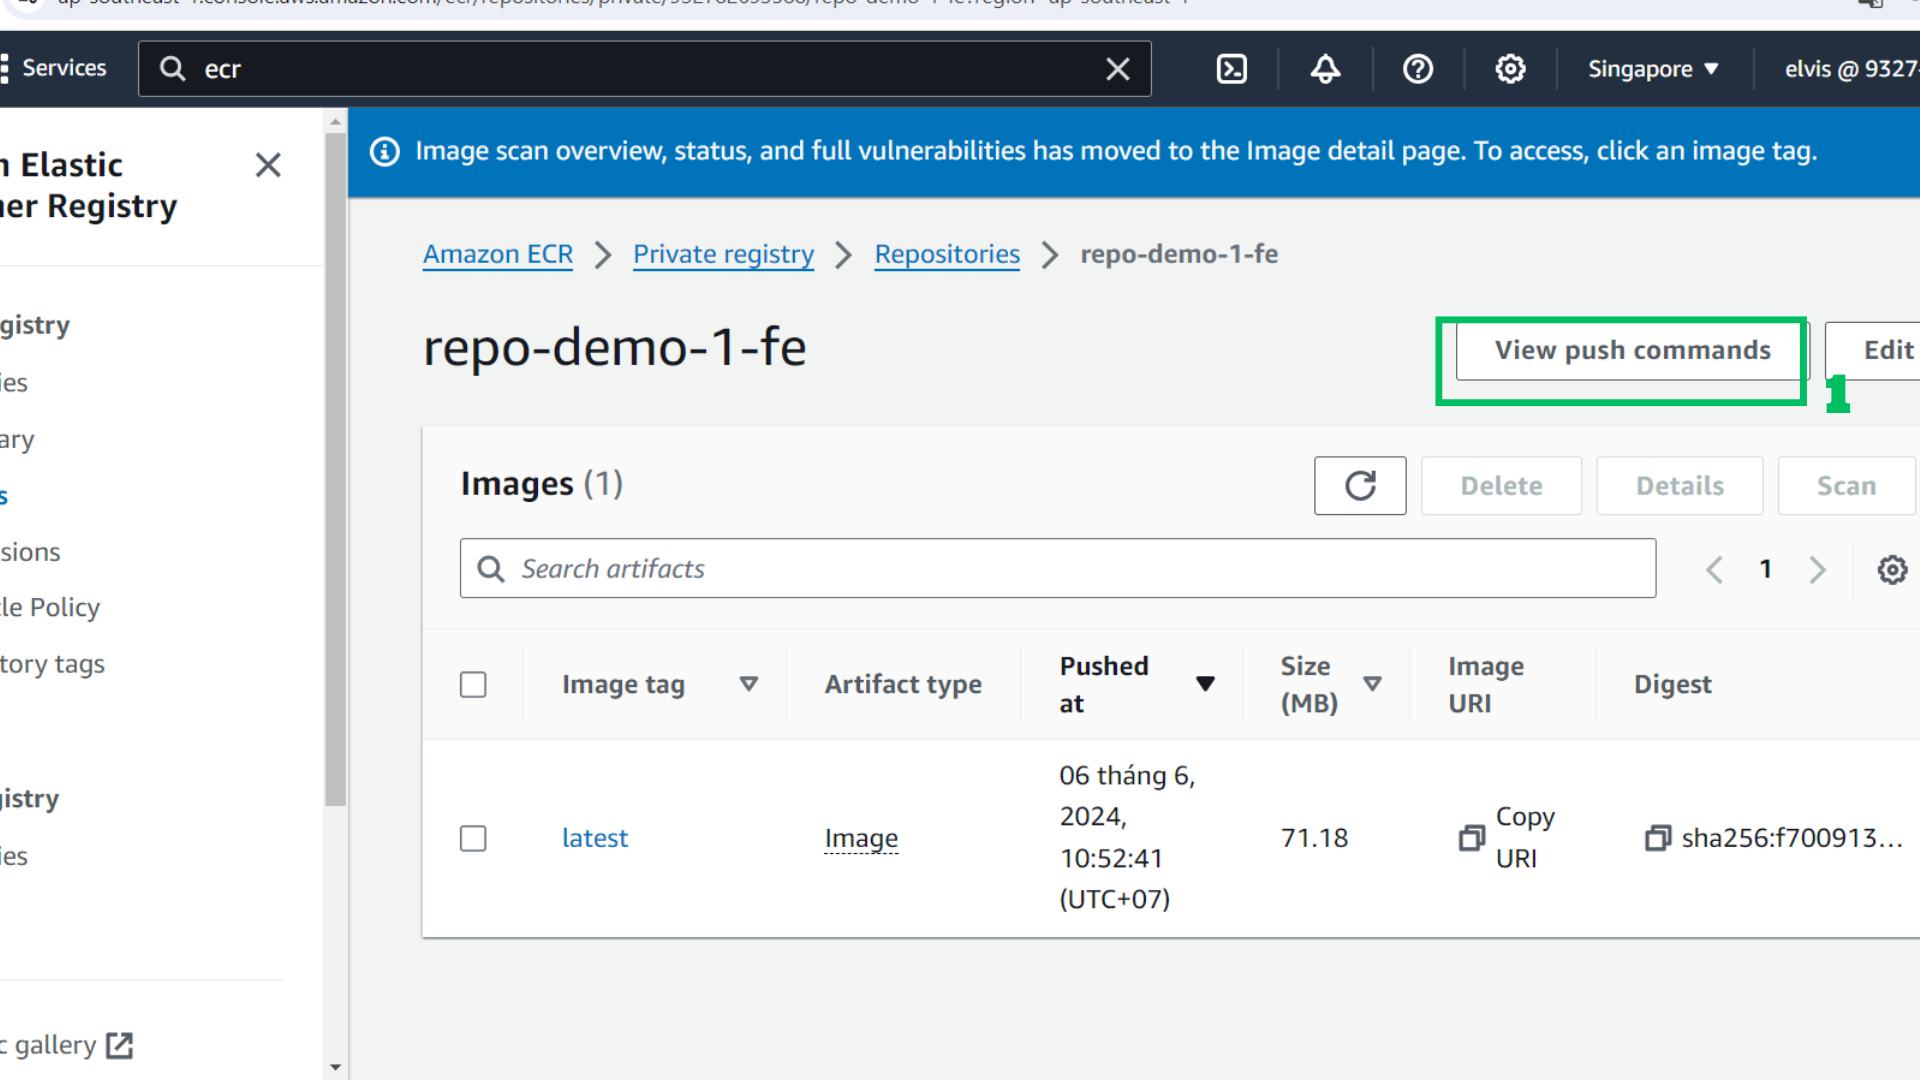 Services
ecr
Singapore
elvis @ 9327
Image scan overview, status, and full vulnerabilities has moved to the Image detail page. To access, click an image tag.
n Elastic
ner Registry
Amazon ECR
Private registry
Repositories
repo-demo-1-fe
gistry
ies
ary
s
sions
le Policy
tory tags
istry
ies
c gallery
repo-demo-1-fe
View push commands
Edit
1
Images (1)
Delete
Details
Scan
Search artifacts
1
Image tag
Artifact type
Pushed
at
Size
(MB)
Image
URI
Digest
latest
Image
06 tháng 6,
2024,
10:52:41
(UTC+07)
71.18
Copy
URI
sha256:f700913...